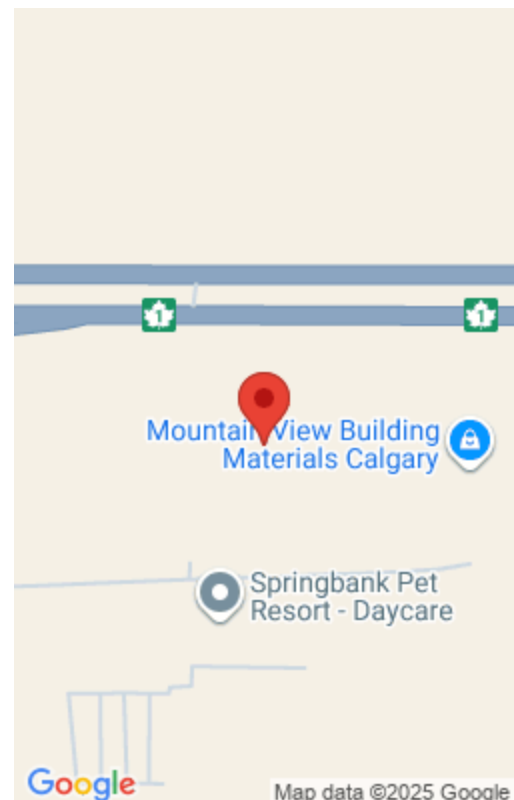 1
1
Mountain View Building
Materials Calgary
Springbank Pet
Resort - Daycare
Google
Map data ©2025 Google